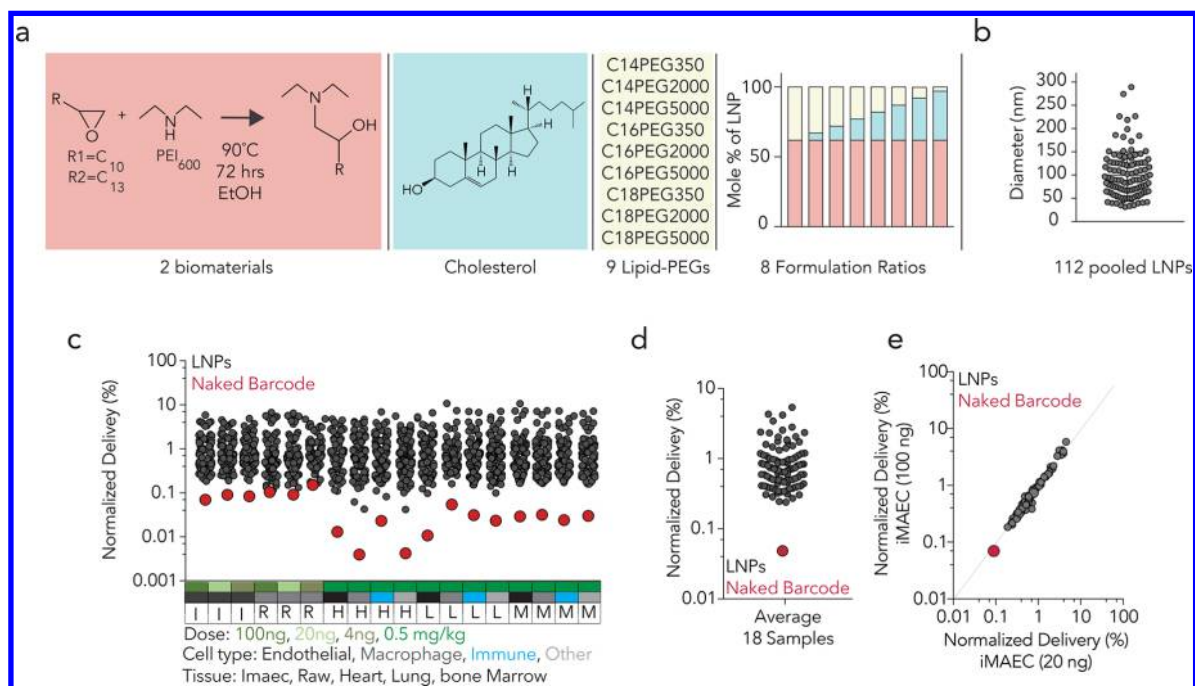 a
R
O
+
N
H
R1=C10
R2=C13
PEI600
90°C
72 hrs
EtOH
N
OH
R
2 biomaterials
H
H
H
H
HO
Cholesterol
C14PEG350
C14PEG2000
C14PEG5000
C16PEG350
C16PEG2000
C16PEG5000
C18PEG350
C18PEG2000
C18PEG5000
9 Lipid-PEGs
Mole % of LNP
100
50
0
8 Formulation Ratios
b
Diameter (nm)
300
250
200
150
100
50
0
112 pooled LNPs
c
Normalized Delivey (%)
100
10
1
0.1
0.01
0.001
LNPs
Naked Barcode
I I I R R R H H H H L L L L M M M M
Dose: 100ng, 20ng, 4ng, 0.5 mg/kg
Cell type: Endothelial, Macrophage, Immune, Other
Tissue: Imaec, Raw, Heart, Lung, bone Marrow
d
Normalized Delivey (%)
10
1
0.1
0.01
LNPs
Naked Barcode
Average
18 Samples
e
Normalized Delivery (%)
iMAEC (100 ng)
100
10
1
0.1
0.01
LNPs
Naked Barcode
0.01 0.1 1 10 100
Normalized Delivery (%)
iMAEC (20 ng)